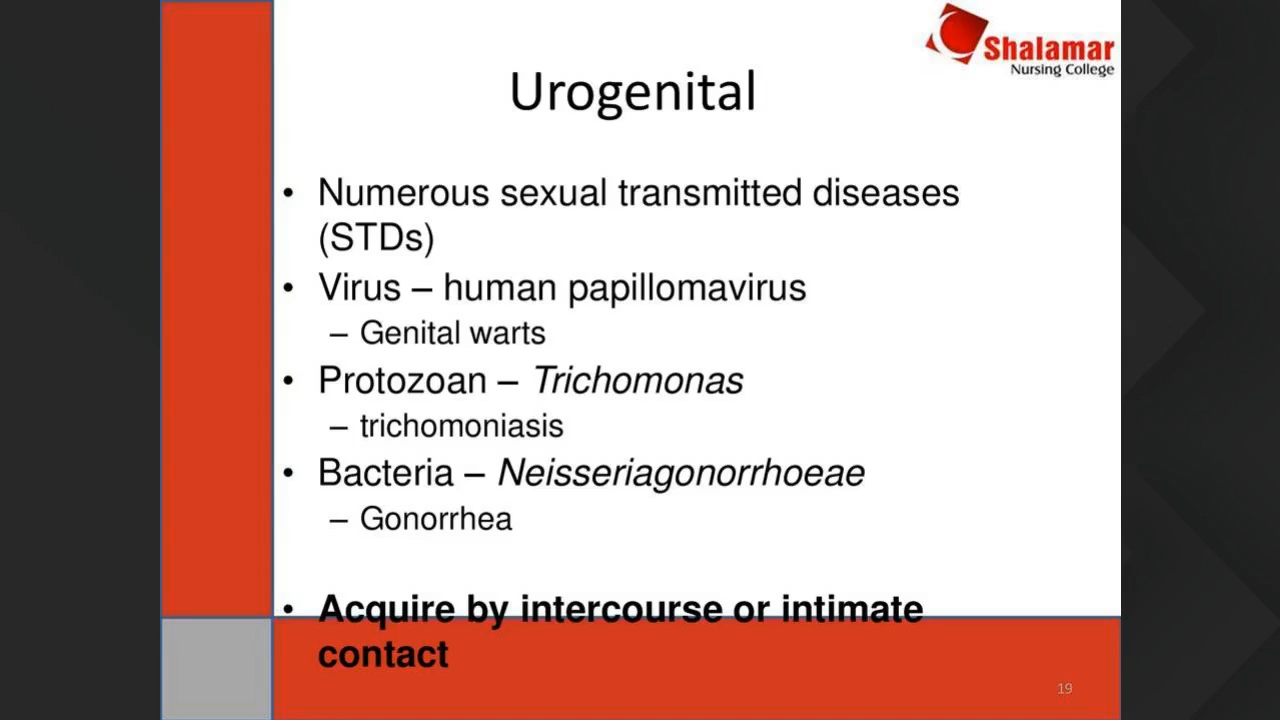 Shalamar
Nursing College
Urogenital
• Numerous sexual transmitted diseases
(STDs)
• Virus – human papillomavirus
– Genital warts
• Protozoan – Trichomonas
– trichomoniasis
• Bacteria – Neisseriagonorrhoeae
– Gonorrhea
• Acquire by intercourse or intimate
contact
19